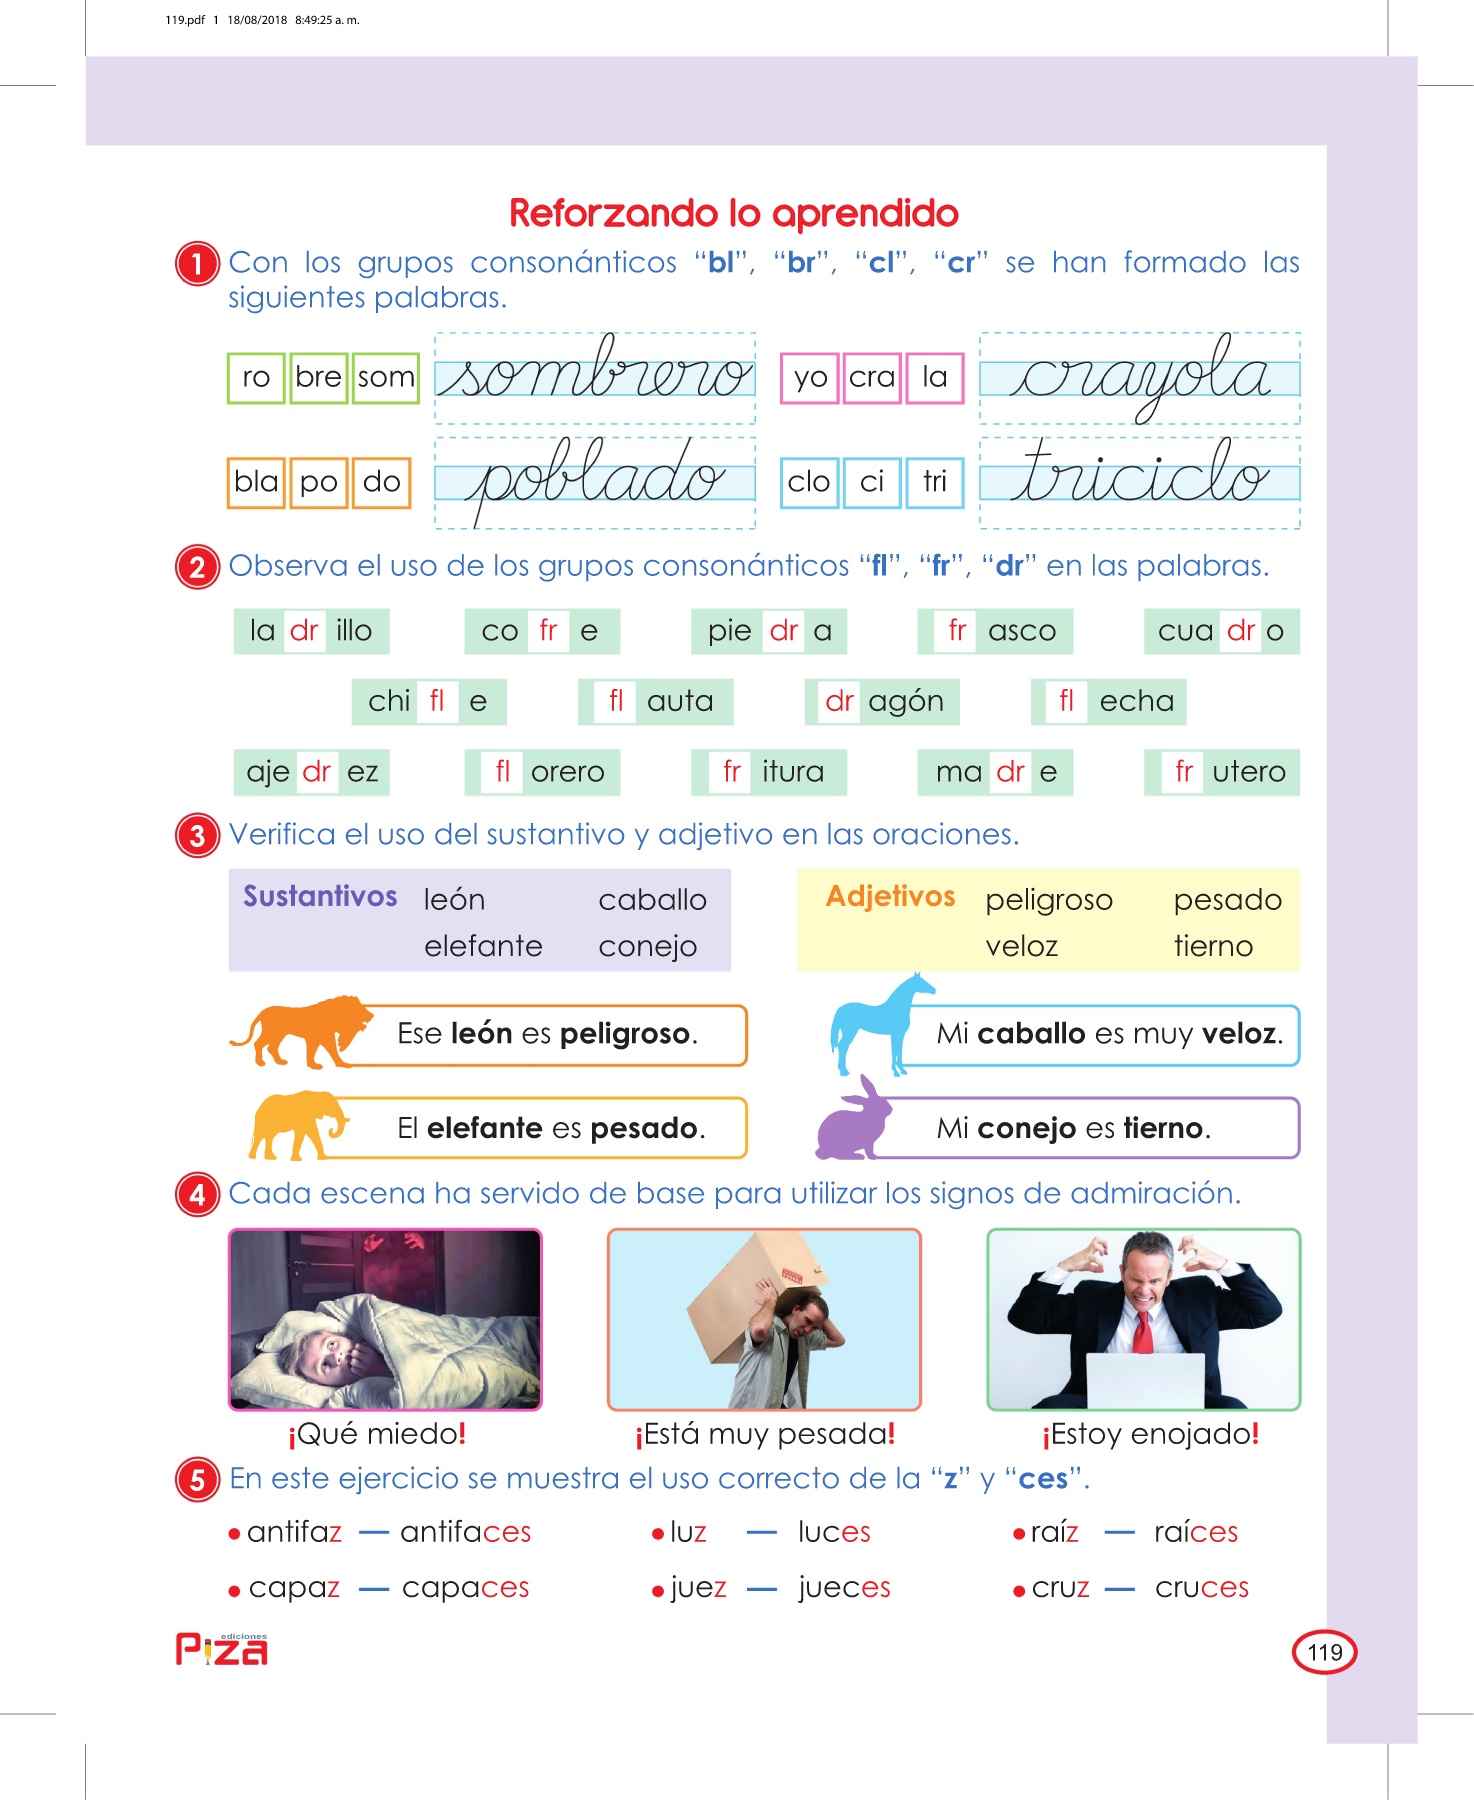 119.pdf 1 18/08/2018 8:49:25 a. m.
Reforzando lo aprendido
1 Con los grupos consonánticos “bl”, “br”, “cl”, “cr” se han formado las
siguientes palabras.
ro bre som sombrero yo cra la crayola
bla po do poblado clo ci tri triciclo
2 Observa el uso de los grupos consonánticos “fl”, “fr”, “dr” en las palabras.
la dr illo co fr e pie dr a fr asco cua dr o
chi fl e fl auta dr agón fl echa
aje dr ez fl orero fr itura ma dr e fr utero
3 Verifica el uso del sustantivo y adjetivo en las oraciones.
Sustantivos león caballo Adjetivos peligroso pesado
elefante conejo veloz tierno
Ese león es peligroso. Mi caballo es muy veloz.
El elefante es pesado. Mi conejo es tierno.
4 Cada escena ha servido de base para utilizar los signos de admiración.
¡Qué miedo! ¡Está muy pesada! ¡Estoy enojado!
5 En este ejercicio se muestra el uso correcto de la “z” y “ces”.
• antifaz — antifaces • luz — luces • raíz — raíces
• capaz — capaces • juez — jueces • cruz — cruces
ediciones
Piza
119